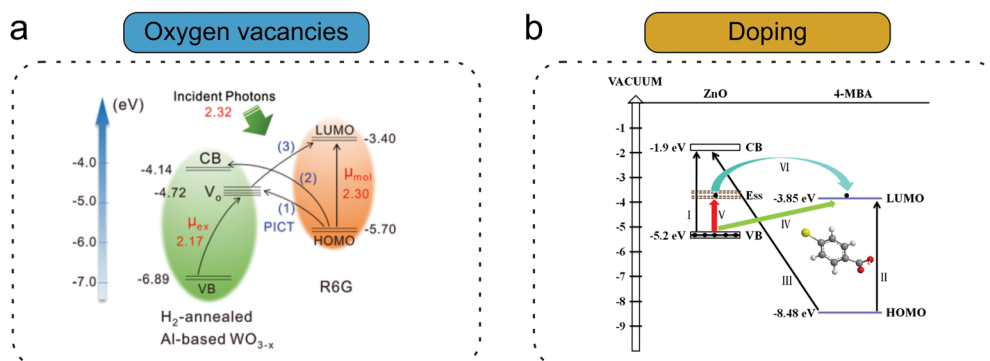 a
Oxygen vacancies
(eV)
Incident Photons
2.32
LUMO
-3.40
(3)
CB
-4.14
-4.0
(2)
μmol
2.30
-4.72
Vo
-5.0
(1)
PICT
μex
2.17
HOMO
-5.70
-6.0
-6.89
VB
-7.0
R6G
H2-annealed
Al-based WO3-x
b
Doping
VACUUM
ZnO
4-MBA
-1
-1.9 eV
CB
-2
VI
-3
Ess
-3.85 eV
LUMO
-4
I
V
IV
-5
-5.2 eV
VB
-6
-7
III
II
-8
-8.48 eV
HOMO
-9